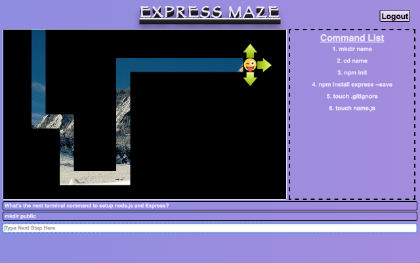 EXPRESS MAZE
Logout
Command List
1. mkdir name
2. cd name
3. npm init
4. npm install express --save
5. touch .gitignore
6. touch name.js
What's the next terminal command to setup node.js and Express?
mkdir public
Type Next Step Here